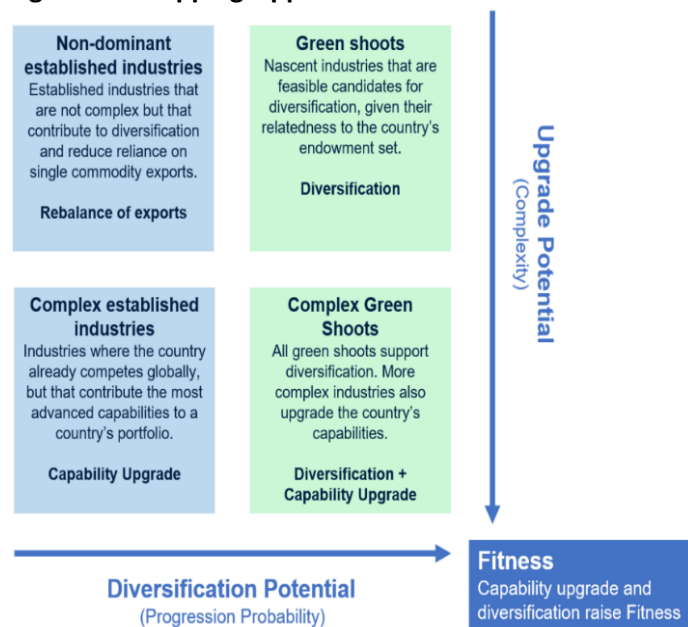 Non-dominant
established industries
Established industries that
are not complex but that
contribute to diversification
and reduce reliance on
single commodity exports.
Rebalance of exports
Green shoots
Nascent industries that are
feasible candidates for
diversification, given their
relatedness to the country's
endowment set.
Diversification
Complex established
industries
Industries where the country
already competes globally,
but that contribute the most
advanced capabilities to a
country's portfolio.
Capability Upgrade
Complex Green
Shoots
All green shoots support
diversification. More
complex industries also
upgrade the country's
capabilities.
Diversification +
Capability Upgrade
Upgrade Potential
(Complexity)
Diversification Potential
(Progression Probability)
Fitness
Capability upgrade and
diversification raise Fitness